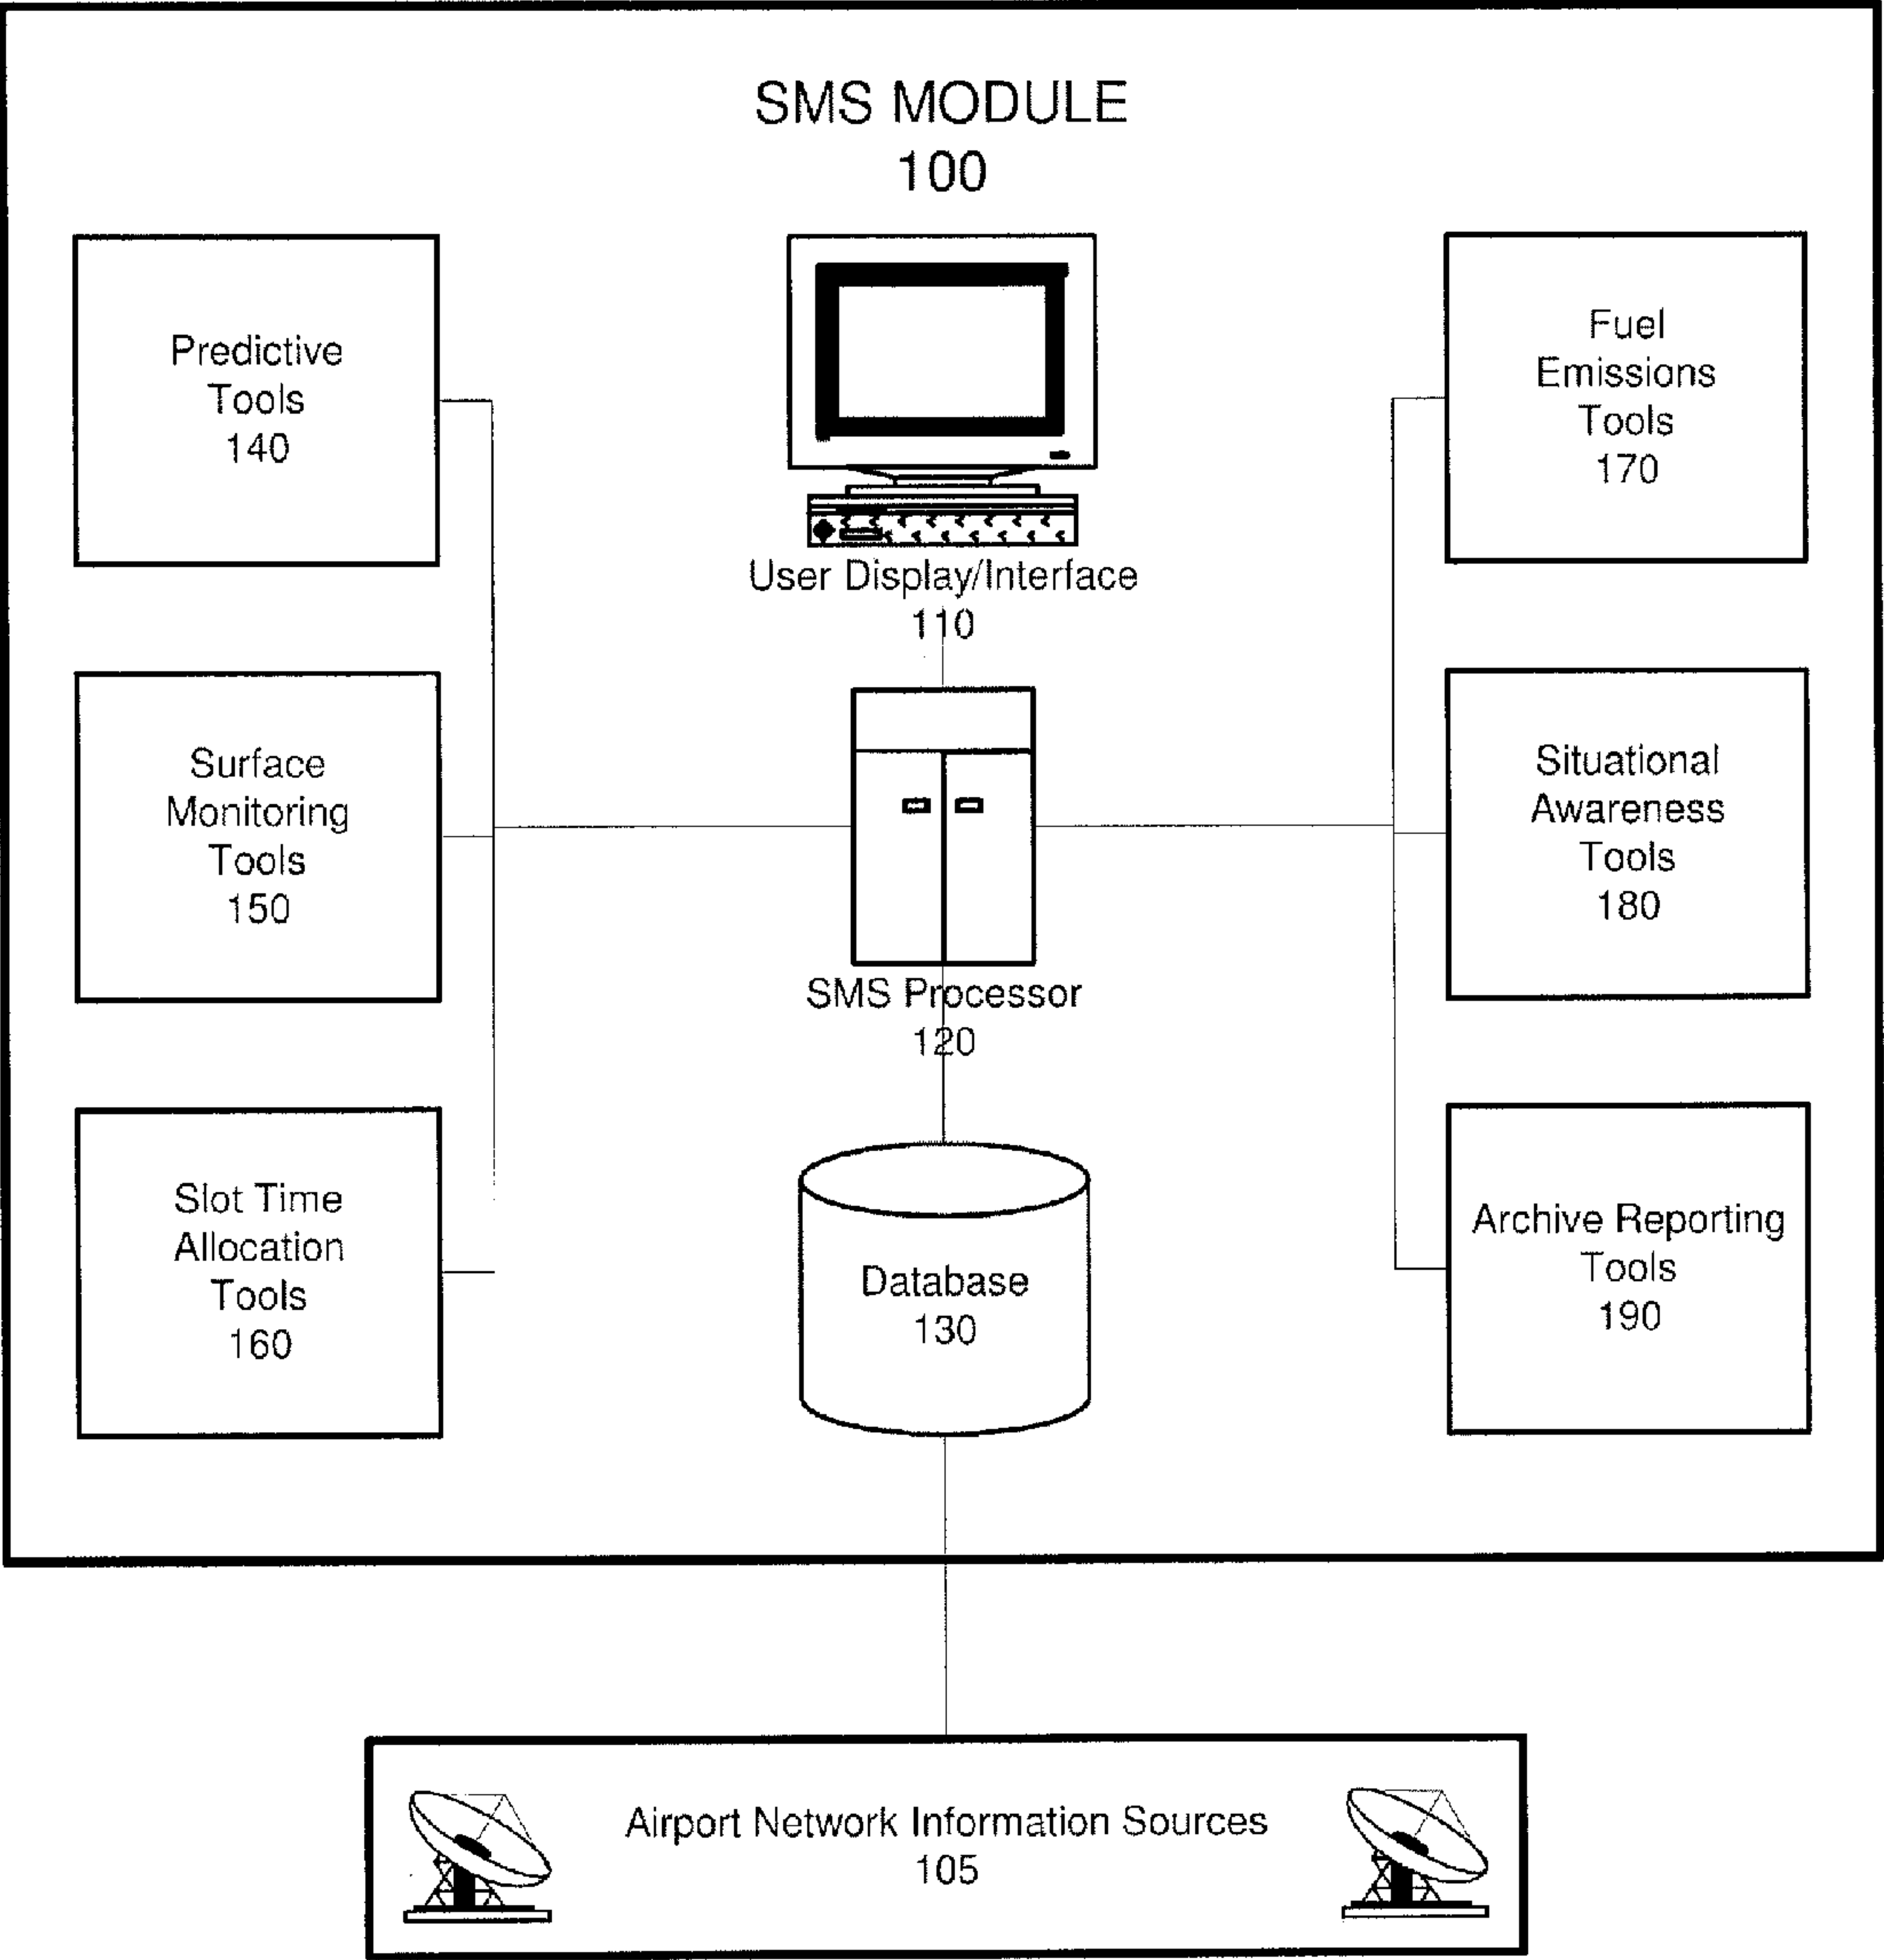 SMS MODULE
100
Predictive
Tools
140
User Display/Interface
110
Fuel
Emissions
Tools
170
Surface
Monitoring
Tools
150
SMS Processor
120
Situational
Awareness
Tools
180
Slot Time
Allocation
Tools
160
Database
130
Archive Reporting
Tools
190
Airport Network Information Sources
105